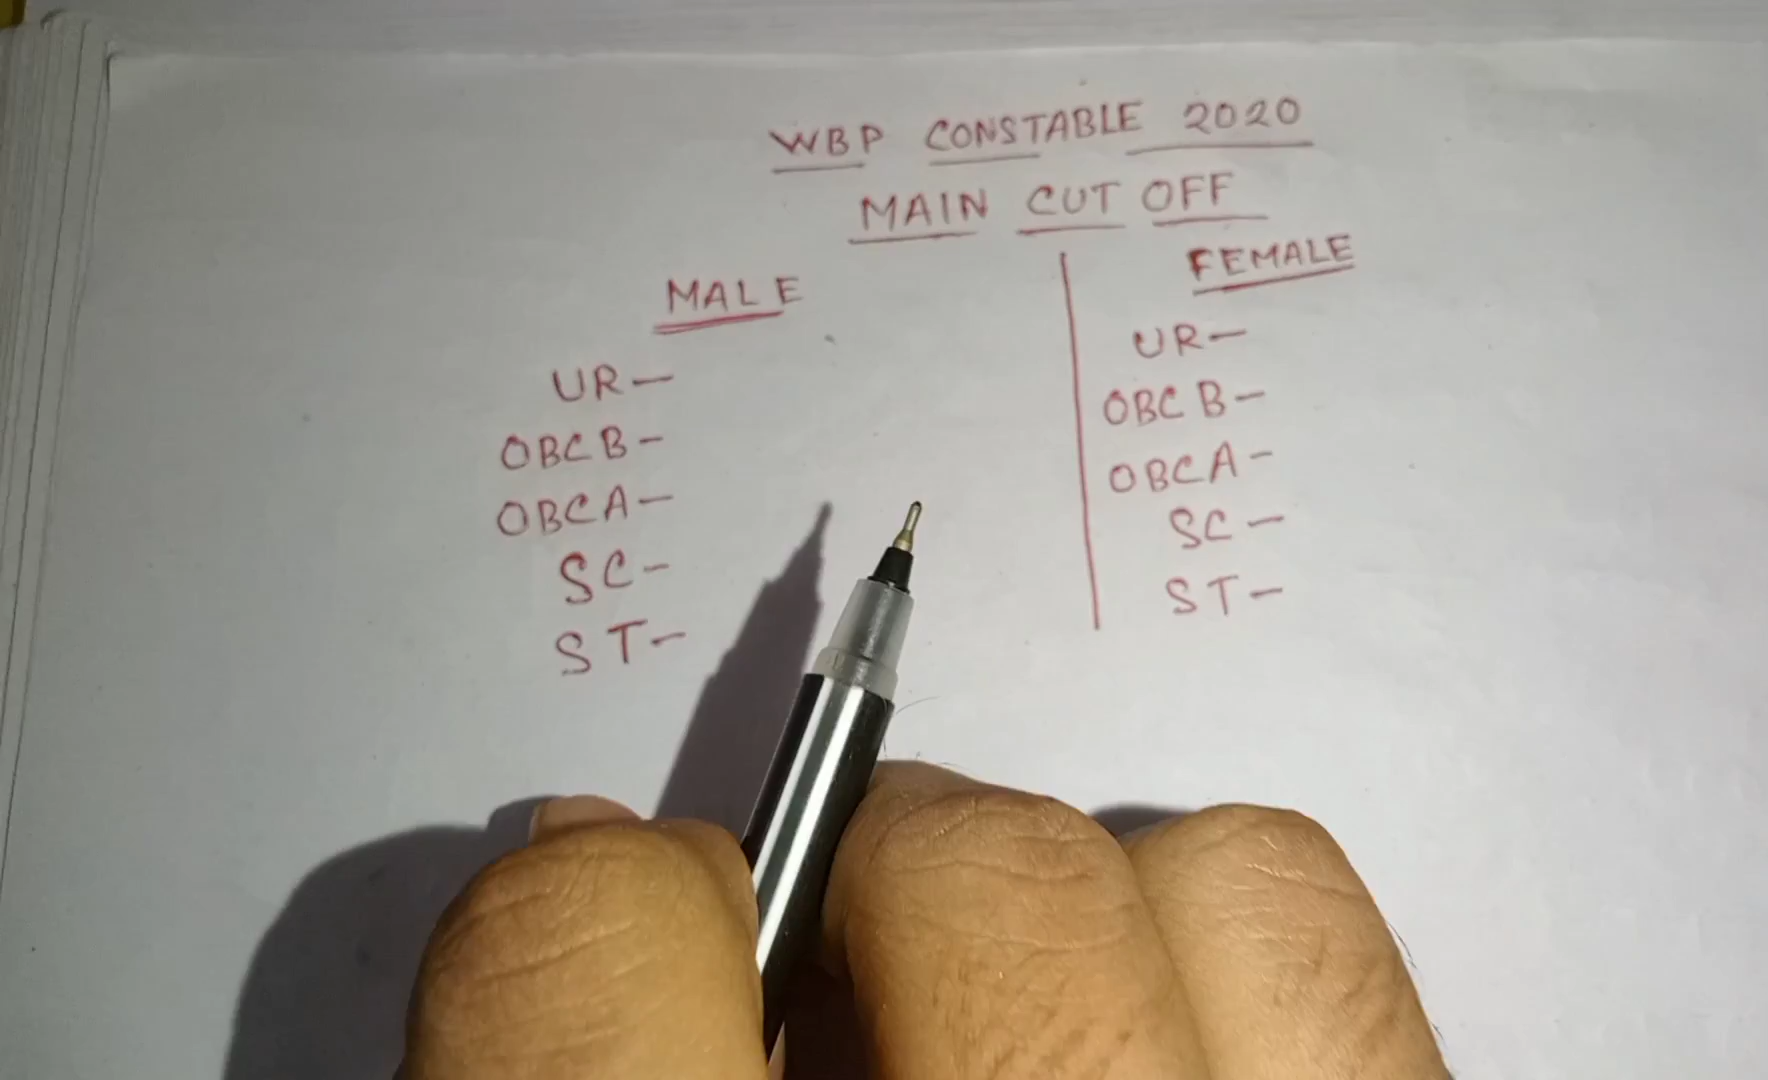 WBP CONSTABLE 2020
MAIN CUT OFF
MALE
UR-
OBC B-
OBC A-
SC-
ST-
FEMALE
UR-
OBC B-
OBC A-
SC-
ST-